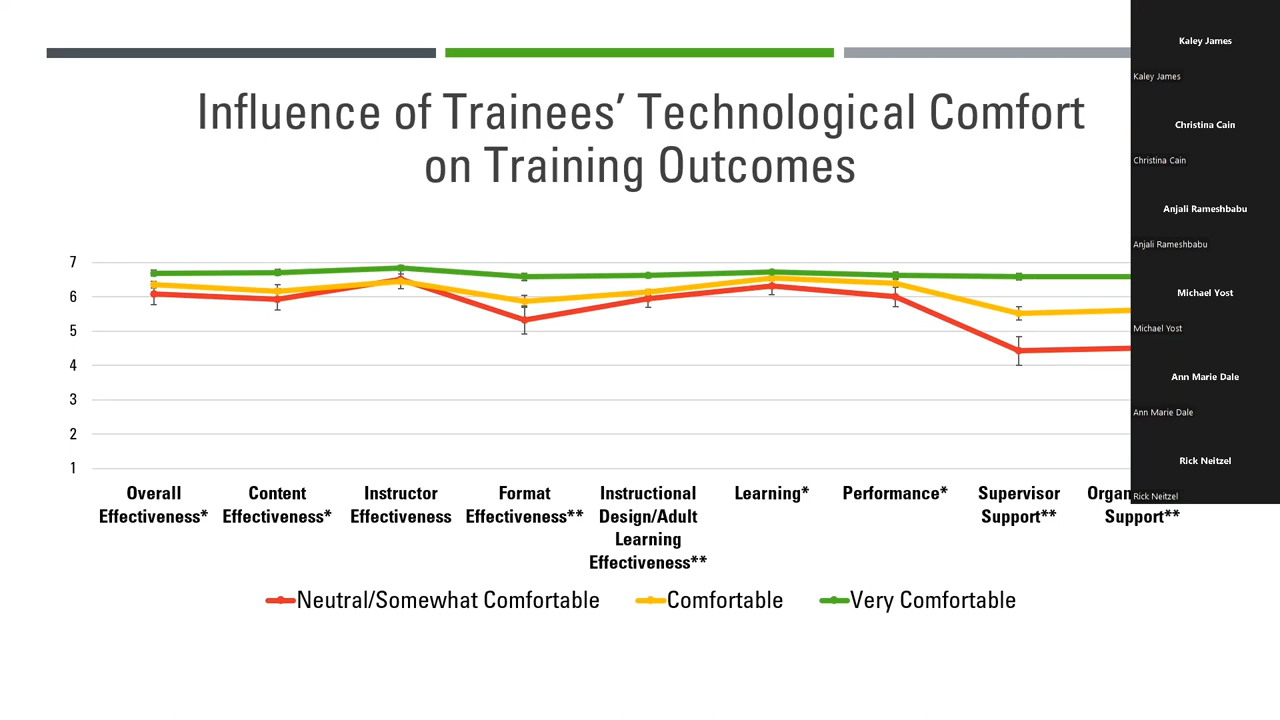 Influence of Trainees’ Technological Comfort
on Training Outcomes
7
6
5
4
3
2
1
Overall
Effectiveness*
Content
Effectiveness*
Instructor
Effectiveness
Format
Effectiveness**
Instructional
Design/Adult
Learning
Effectiveness**
Learning*
Performance*
Supervisor
Support**
Support**
Neutral/Somewhat Comfortable
Comfortable
Very Comfortable
Kaley James
Kaley James
Christina Cain
Christina Cain
Anjali Rameshbabu
Anjali Rameshbabu
Michael Yost
Michael Yost
Ann Marie Dale
Ann Marie Dale
Rick Neitzel
Rick Neitzel